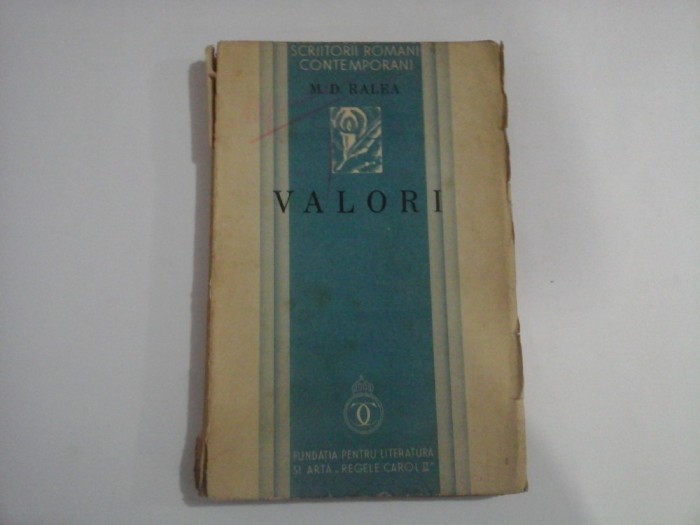 SCRIITORII ROMANI
CONTEMPORANI
M. D. RALEA
VALORI
FUNDATIA PENTRU LITERATURA
SI ARTA „REGELE CAROL II"